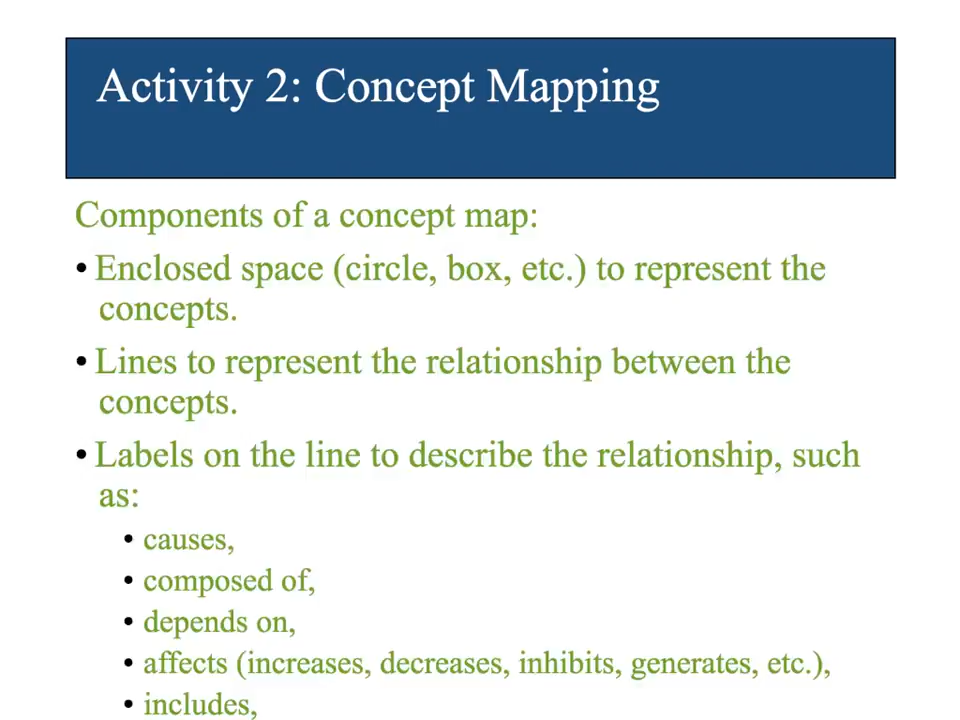 Activity 2: Concept Mapping
Components of a concept map:
• Enclosed space (circle, box, etc.) to represent the
concepts.
• Lines to represent the relationship between the
concepts.
• Labels on the line to describe the relationship, such
as:
• causes,
• composed of,
• depends on,
• affects (increases, decreases, inhibits, generates, etc.),
• includes,